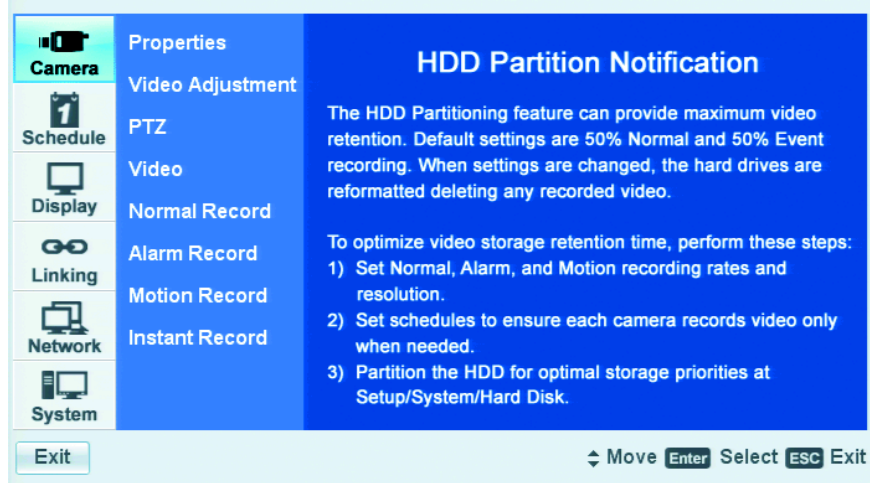 Camera
Schedule
1
Display
Linking
Network
System
Properties
Video Adjustment
PTZ
Video
Normal Record
Alarm Record
Motion Record
Instant Record
HDD Partition Notification
The HDD Partitioning feature can provide maximum video
retention. Default settings are 50% Normal and 50% Event
recording. When settings are changed, the hard drives are
reformatted deleting any recorded video.
To optimize video storage retention time, perform these steps:
1) Set Normal, Alarm, and Motion recording rates and
resolution.
2) Set schedules to ensure each camera records video only
when needed.
3) Partition the HDD for optimal storage priorities at
Setup/System/Hard Disk.
Exit
Move Enter Select ESC Exit